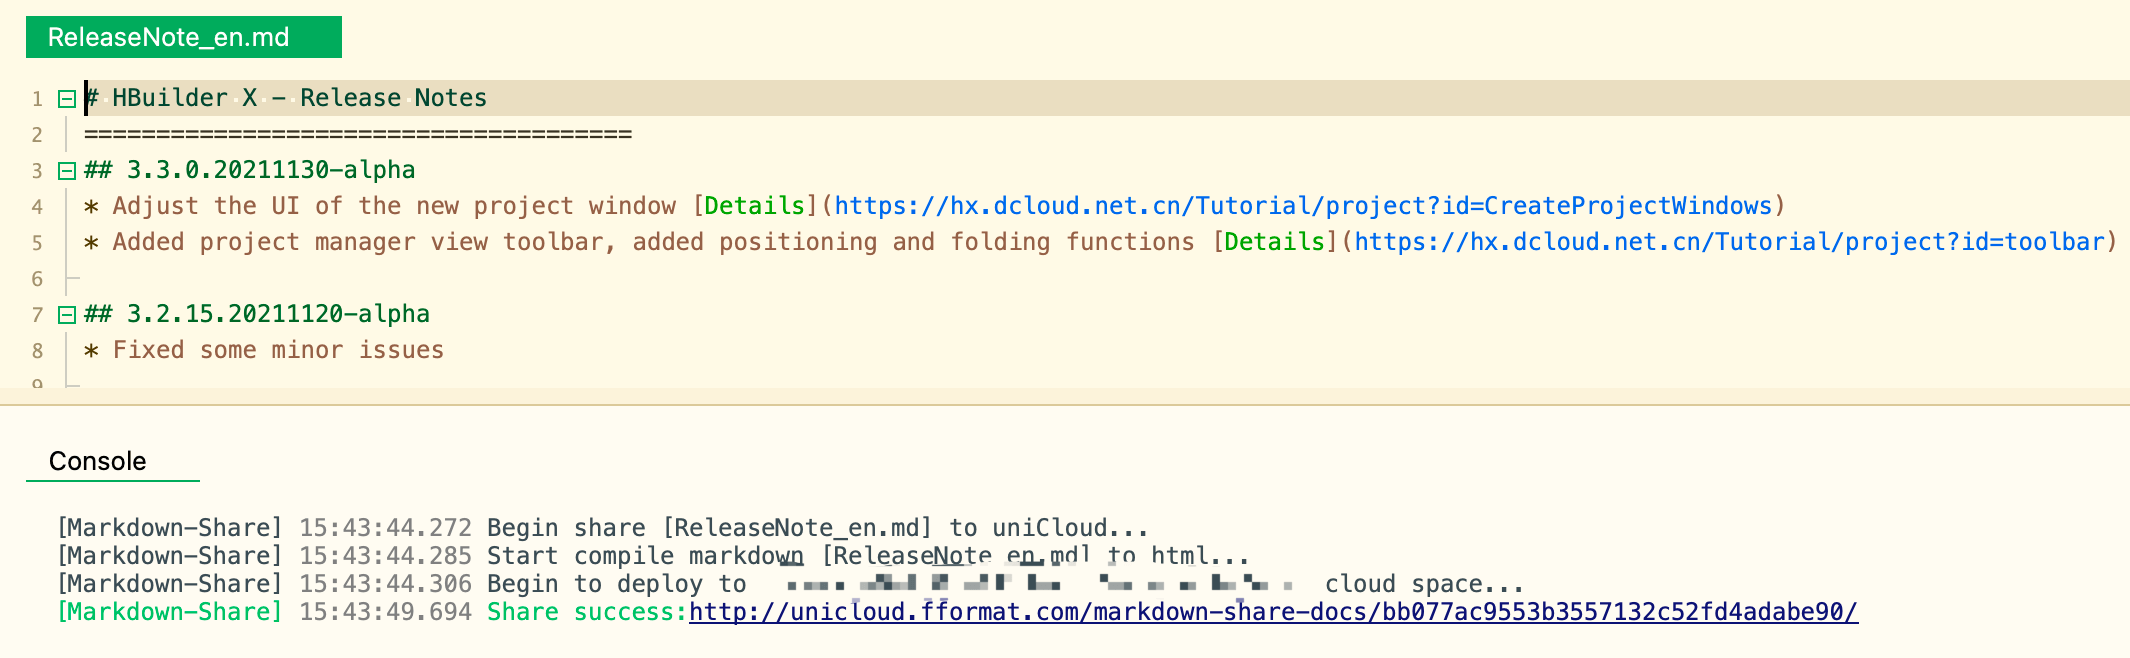 ReleaseNote_en.md
1 # HBuilder X - Release Notes
2 ======================================
3 ## 3.3.0.20211130-alpha
4 * Adjust the UI of the new project window [Details](https://hx.dcloud.net.cn/Tutorial/project?id=CreateProjectWindows)
5 * Added project manager view toolbar, added positioning and folding functions [Details](https://hx.dcloud.net.cn/Tutorial/project?id=toolbar)
6
7 ## 3.2.15.20211120-alpha
8 * Fixed some minor issues
9
Console
[Markdown-Share] 15:43:44.272 Begin share [ReleaseNote_en.md] to uniCloud...
[Markdown-Share] 15:43:44.285 Start compile markdown [ReleaseNote_en.md] to html...
[Markdown-Share] 15:43:44.306 Begin to deploy to cloud space...
[Markdown-Share] 15:43:49.694 Share success:http://unicloud.fformat.com/markdown-share-docs/bb077ac9553b3557132c52fd4adabe90/